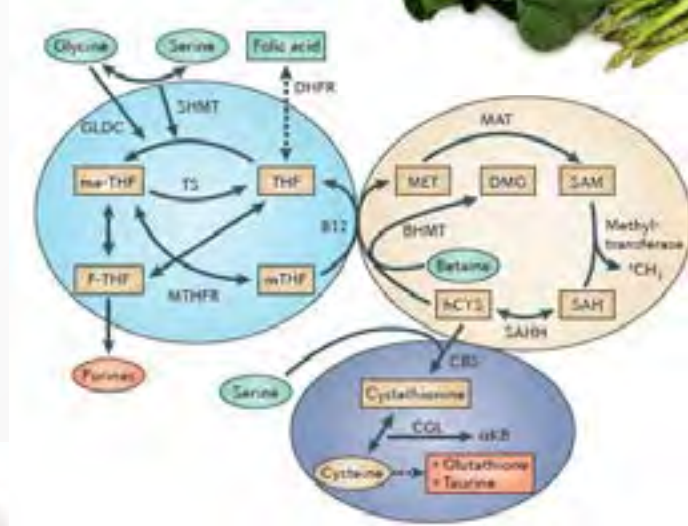 Glycine
Serine
Folic acid
DHFR
SHMT
GLDC
me-THF
TS
THF
F-THF
MTHFR
mTHF
B12
Purines
MAT
MET
DMG
SAM
BHMT
Methyl-
transferase
Betaine
CH₃
hCYS
SAHH
SAH
Serine
CBS
Cystathionine
CGL
αKB
Cysteine
• Glutathione
• Taurine